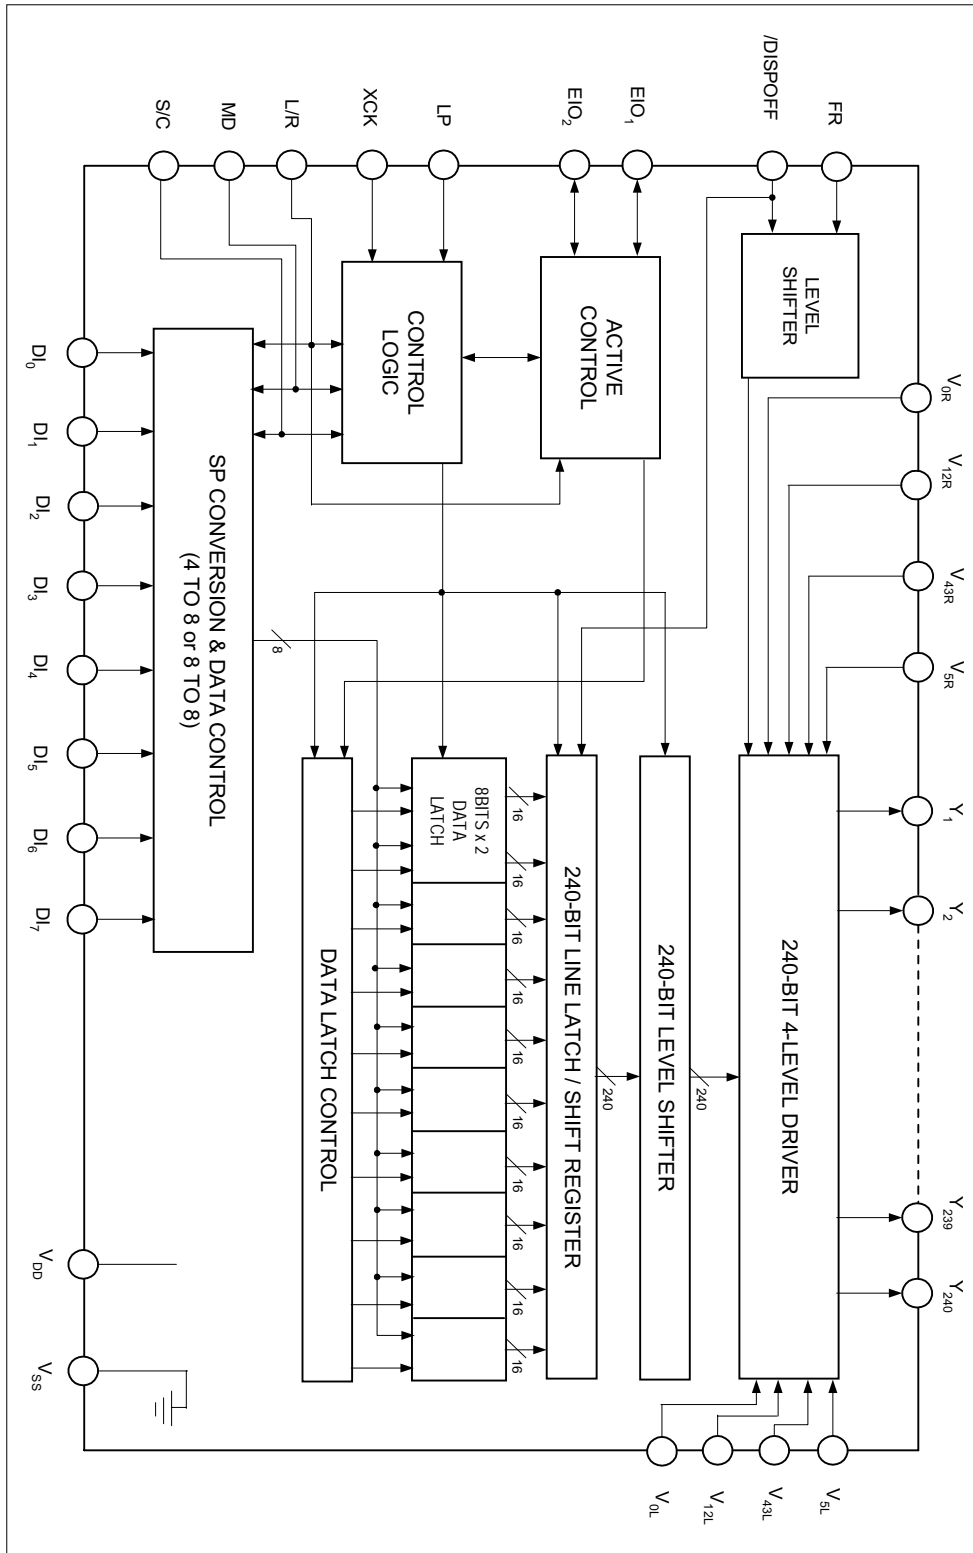 FR
/DISPOFF
EIO1
EIO2
LP
XCK
L/R
MD
S/C
V0R
V12R
V43R
V5R
Y1
Y2
Y239
Y240
LEVEL
SHIFTER
ACTIVE
CONTROL
CONTROL
LOGIC
240-BIT 4-LEVEL DRIVER
240
240-BIT LEVEL SHIFTER
240
240-BIT LINE LATCH / SHIFT REGISTER
16
16
16
16
16
16
16
16
16
16
8BITS x 2
DATA
LATCH
DATA LATCH CONTROL
8
SP CONVERSION & DATA CONTROL
(4 TO 8 or 8 TO 8)
V5L
V43L
V12L
V0L
DI0
DI1
DI2
DI3
DI4
DI5
DI6
DI7
VDD
VSS